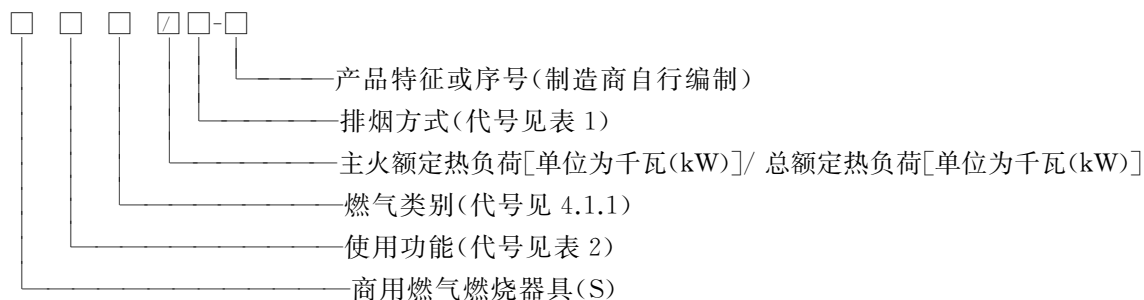 □ □ □ □/□-□
产品特征或序号(制造商自行编制)
排烟方式(代号见表 1)
主火额定热负荷[单位为千瓦(kW)]/ 总额定热负荷[单位为千瓦(kW)]
燃气类别(代号见 4.1.1)
使用功能(代号见表 2)
商用燃气燃烧器具(S)